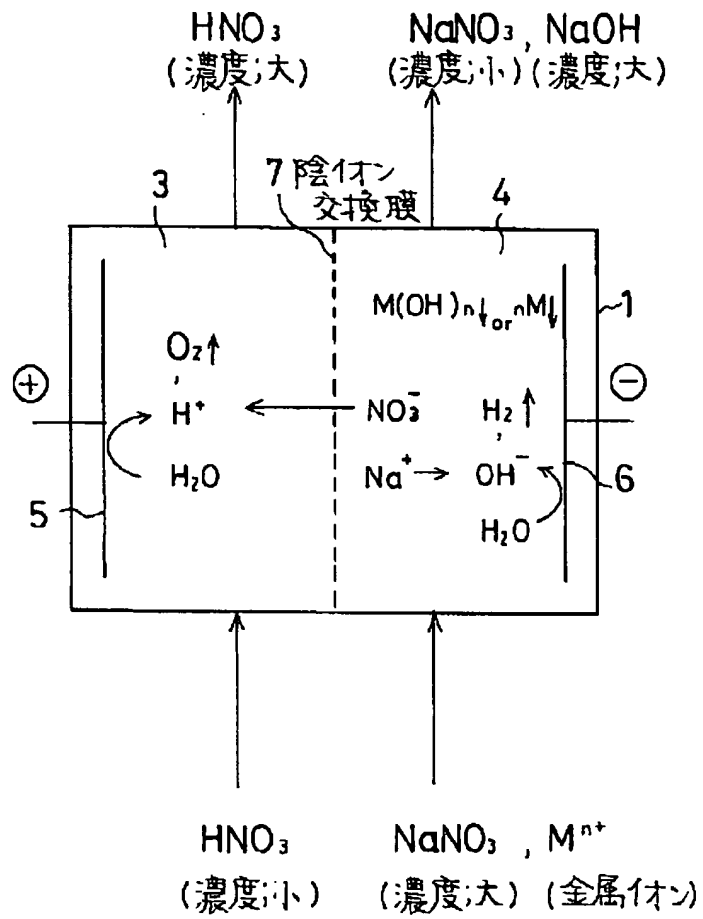 HNO₃
(濃度;大)
NaNO₃, NaOH
(濃度;小)(濃度;大)
7 陰イオン
交換膜
3
4
M(OH)n↓ or nM↓
1
O₂↑
,
H⁺
H₂O
⊕
5
NO₃⁻
Na⁺→
H₂↑
,
OH⁻
H₂O
⊖
6
HNO₃
(濃度;小)
NaNO₃, Mⁿ⁺
(濃度;大) (金属イオン)